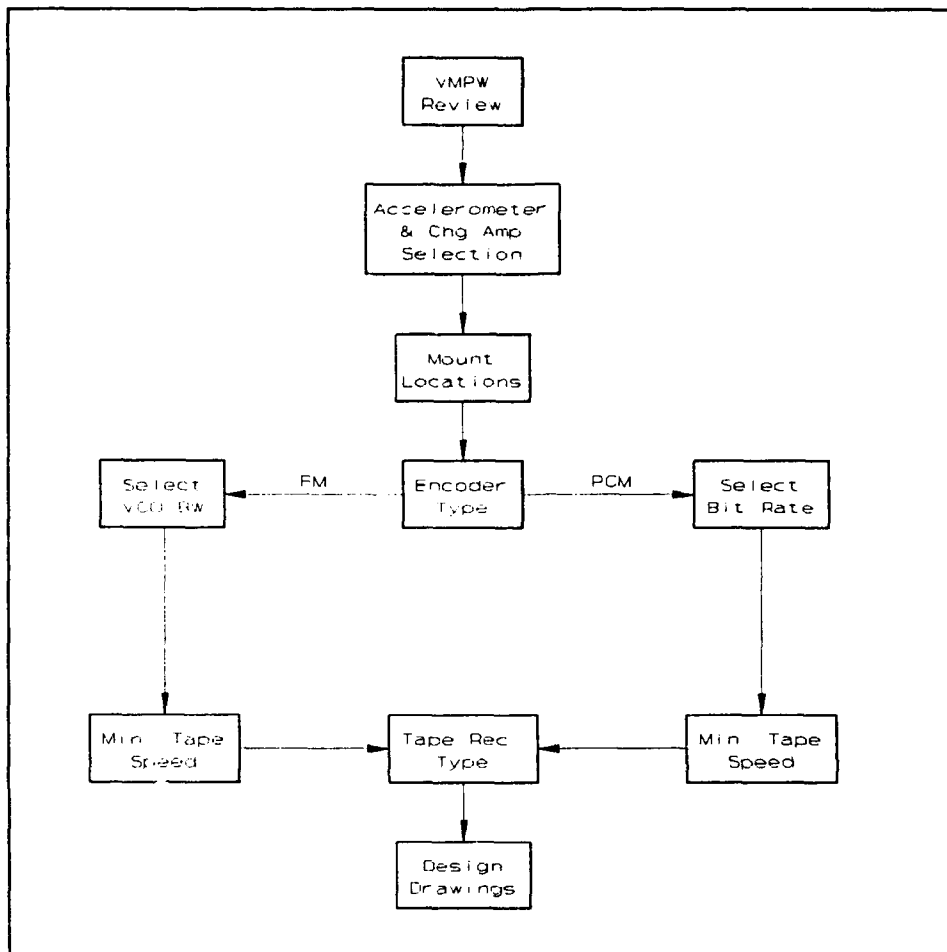 VMPW
Review
Accelerometer
& Chg Amp
Selection
Mount
Locations
Select
VCO BW
FM
Encoder
Type
PCM
Select
Bit Rate
Min Tape
Speed
Tape Rec
Type
Min Tape
Speed
Design
Drawings